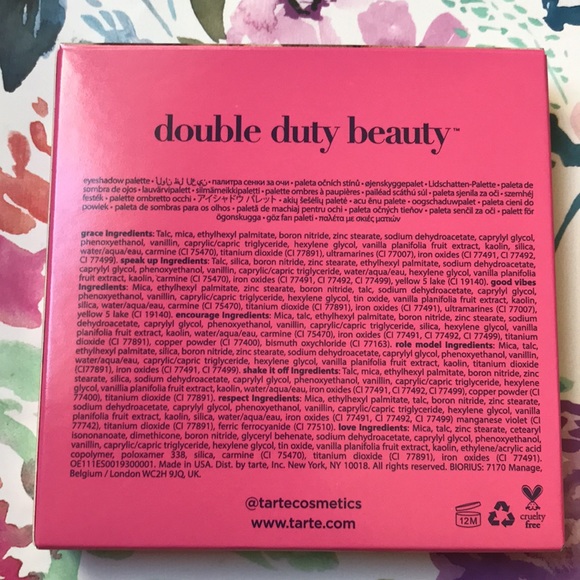 double duty beauty™
eyeshadow palette • ألوان ظل العين • палитра сенки за очи • paleta očních stínů • øjenskyggepalet • Lidschatten-Palette • paleta de
sombra de ojos • lauvärvipalett • silmämeikkipaletti • palette ombres à paupières • pailéad scáthú súl • paleta sjenila za oči • szemhéj
festék • palette ombretto occhi • アイシャドウ パレット • akių šešėlių paletė • acu ēnu palete • oogschaduwpalet • paleta cieni do
powiek • paleta de sombras para os olhos • paletă de machiaj pentru ochi • paleta očných tieňov • paleta senčil za oči • palett för
ögonskugga • göz farı paleti • παλέτα με σκιές ματιών
grace Ingredients: Talc, mica, ethylhexyl palmitate, boron nitride, zinc stearate, sodium dehydroacetate, caprylyl glycol,
phenoxyethanol, vanillin, caprylic/capric triglyceride, hexylene glycol, vanilla planifolia fruit extract, kaolin, silica,
water/aqua/eau, carmine (CI 75470), titanium dioxide (CI 77891), ultramarines (CI 77007), iron oxides (CI 77491, CI 77492,
CI 77499). speak up Ingredients: Talc, silica, boron nitride, zinc stearate, ethylhexyl palmitate, sodium dehydroacetate,
caprylyl glycol, phenoxyethanol, vanillin, caprylic/capric triglyceride, hexylene glycol, water/aqua/eau, vanilla planifolia
fruit extract, kaolin, carmine (CI 75470), iron oxides (CI 77491, CI 77492, CI 77499), yellow 5 lake (CI 19140). good vibes
Ingredients: Mica, ethylhexyl palmitate, zinc stearate, boron nitride, talc, sodium dehydroacetate, caprylyl glycol,
phenoxyethanol, vanillin, caprylic/capric triglyceride, hexylene glycol, tin oxide, vanilla planifolia fruit extract, kaolin,
silica, water/aqua/eau, carmine (CI 75470), titanium dioxide (CI 77891), iron oxides (CI 77491), ultramarines (CI 77007),
yellow 5 lake (CI 19140). encourage Ingredients: Mica, talc, silica, ethylhexyl palmitate, boron nitride, zinc stearate, sodium
dehydroacetate, caprylyl glycol, phenoxyethanol, vanillin, caprylic/capric triglyceride, hexylene glycol, vanilla planifolia
fruit extract, kaolin, water/aqua/eau, carmine (CI 75470), iron oxides (CI 77491, CI 77492, CI 77499), titanium
dioxide (CI 77891), copper powder (CI 77400), bismuth oxychloride (CI 77163). role model Ingredients: Mica, talc,
ethylhexyl palmitate, boron nitride, zinc stearate, silica, sodium dehydroacetate, caprylyl glycol, phenoxyethanol, vanillin,
water/aqua/eau, caprylic/capric triglyceride, hexylene glycol, vanilla planifolia fruit extract, kaolin, titanium dioxide
(CI77891), iron oxides (CI 77491, CI 77499). shake it off Ingredients: Talc, mica, ethylhexyl palmitate, boron nitride, zinc
stearate, silica, sodium dehydroacetate, caprylyl glycol, phenoxyethanol, vanillin, caprylic/capric triglyceride, hexylene
glycol, vanilla planifolia fruit extract, kaolin, water/aqua/eau, iron oxides (CI 77491, CI 77499, CI 77492), copper powder (CI
77400), titanium dioxide (CI 77891). respect Ingredients: Mica, ethylhexyl palmitate, talc, boron nitride, zinc stearate,
sodium dehydroacetate, caprylyl glycol, phenoxyethanol, vanillin, caprylic/capric triglyceride, hexylene glycol, vanilla
planifolia fruit extract, kaolin, silica, water/aqua/eau, iron oxides (CI 77491, CI 77492, CI 77499) manganese violet (CI
77742), titanium dioxide (CI 77891), ferric ferrocyanide (CI 77510). love Ingredients: Mica, talc, zinc stearate, cetearyl
isononanoate, dimethicone, boron nitride, glyceryl behenate, sodium dehydroacetate, caprylyl glycol, phenoxyethanol,
vanillin, caprylic/capric triglyceride, hexylene glycol, tin oxide, vanilla planifolia fruit extract, kaolin, ethylene/acrylic acid
copolymer, poloxamer 338, silica, carmine (CI 75470), titanium dioxide (CI 77891), iron oxides (CI 77491).
OE111ES0019300001. Made in USA. Dist. by tarte, Inc. New York, NY 10018. All rights reserved. BIORIUS: 7170 Manage,
Belgium / London WC2H 9JQ, UK.
@tartecosmetics
www.tarte.com
12M
cruelty
free